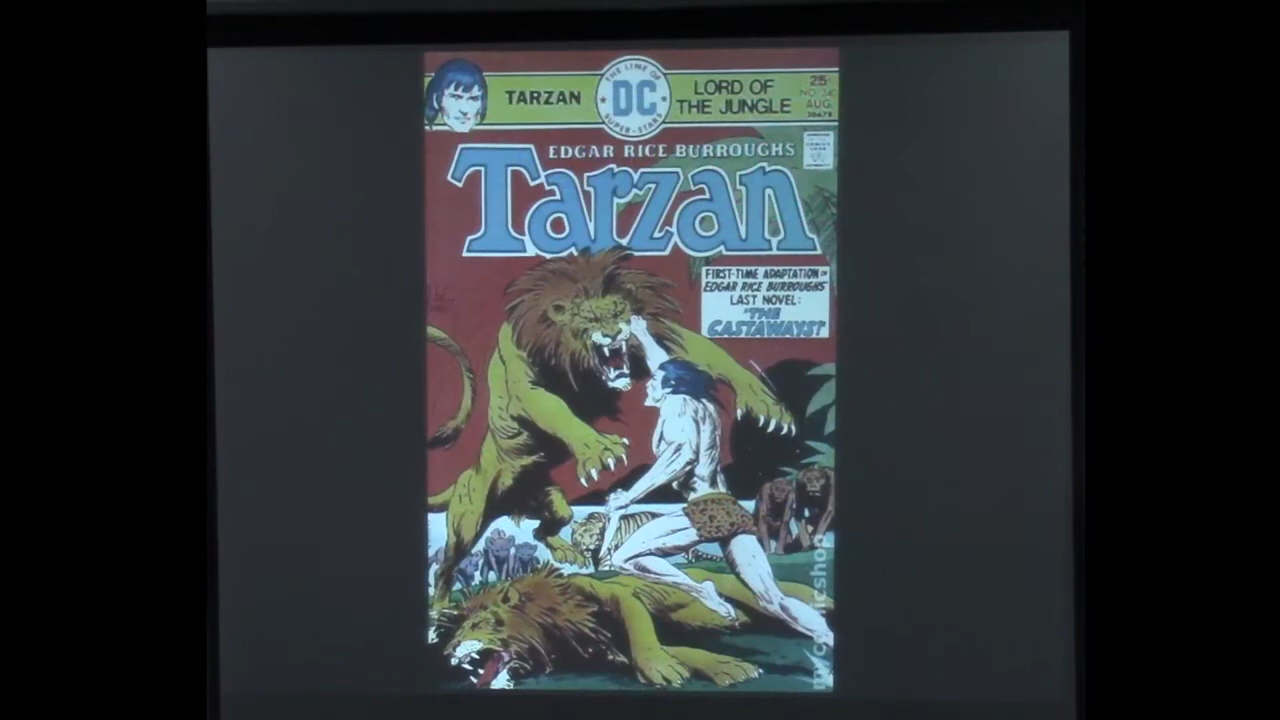 THE LINE OF
DC
SUPER-STARS
TARZAN
LORD OF
THE JUNGLE
25¢
AUG.
EDGAR RICE BURROUGHS
Tarzan
FIRST-TIME ADAPTATION OF
EDGAR RICE BURROUGHS'
LAST NOVEL:
"THE
CASTAWAYS!"
mycomicshop